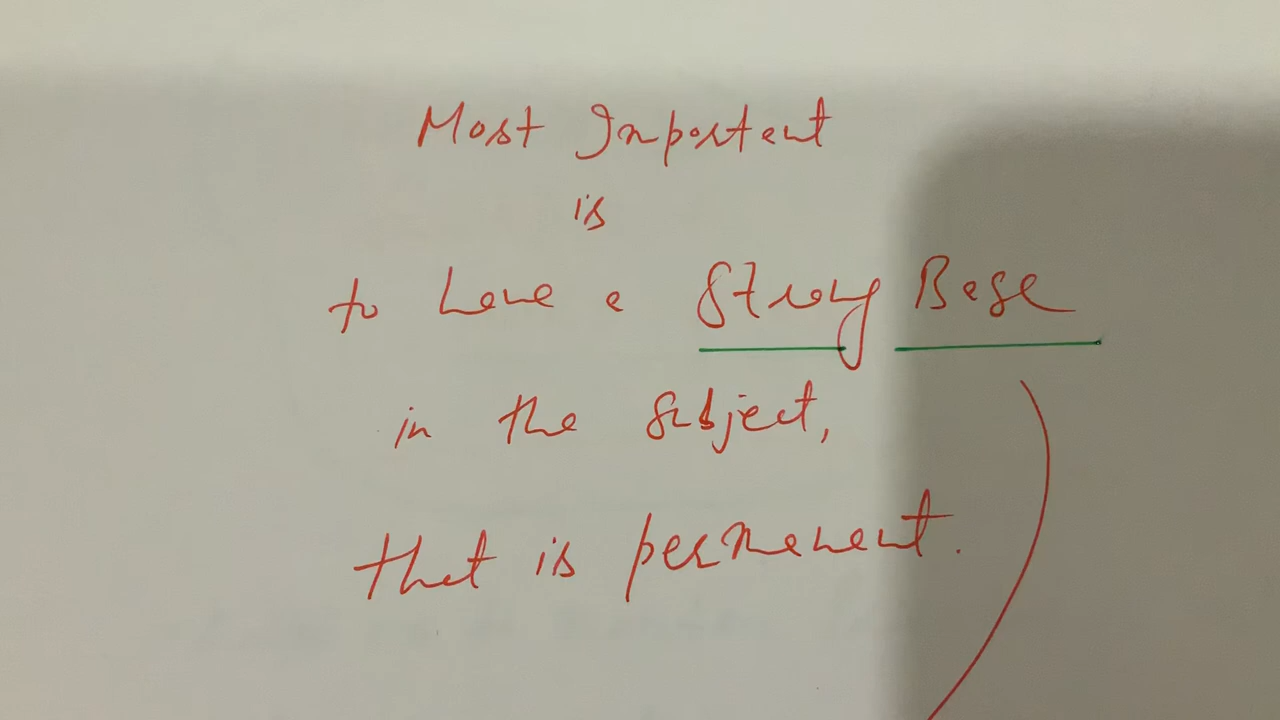 Most Important
is
to have a Strong Base
in the subject,
that is permanent.